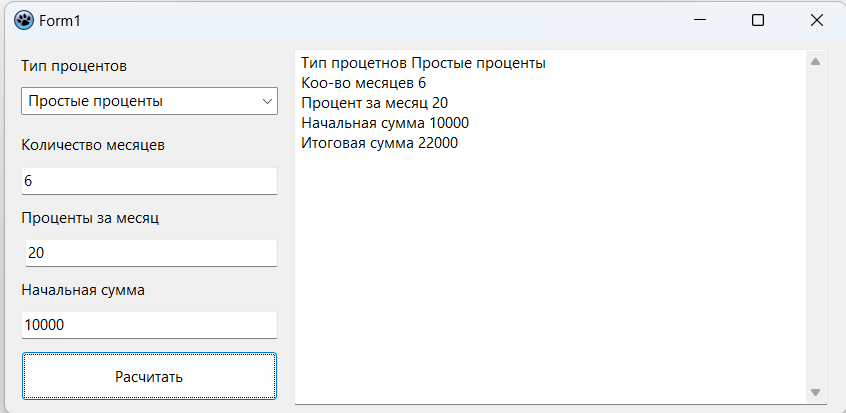 Form1
Тип процентов
Простые проценты
Количество месяцев
6
Проценты за месяц
20
Начальная сумма
10000
Расчитать
Тип процетнов Простые проценты
Коо-во месяцев 6
Процент за месяц 20
Начальная сумма 10000
Итоговая сумма 22000